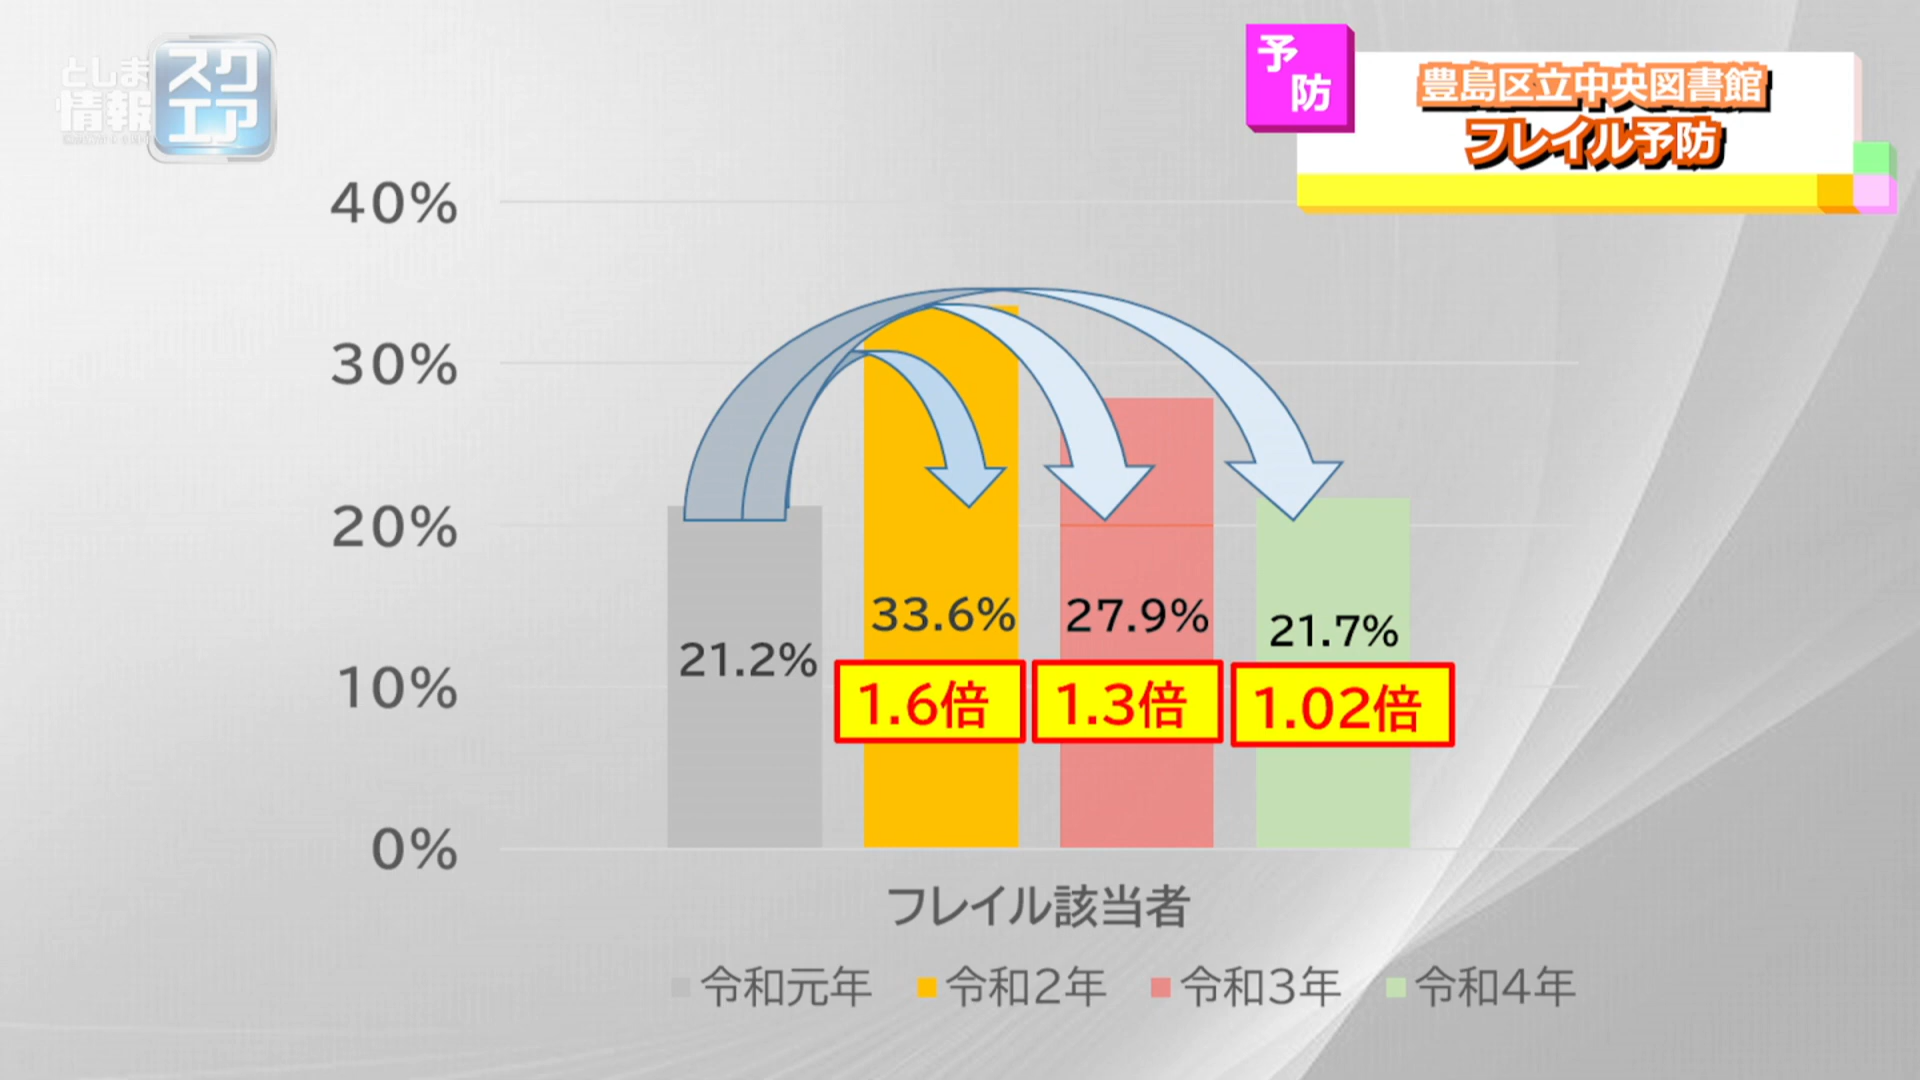 としま
情報
スク
エア
予
防
豊島区立中央図書館
フレイル予防
40%
30%
20%
10%
0%
21.2%
33.6%
27.9%
21.7%
1.6倍
1.3倍
1.02倍
フレイル該当者
令和元年
令和2年
令和3年
令和4年